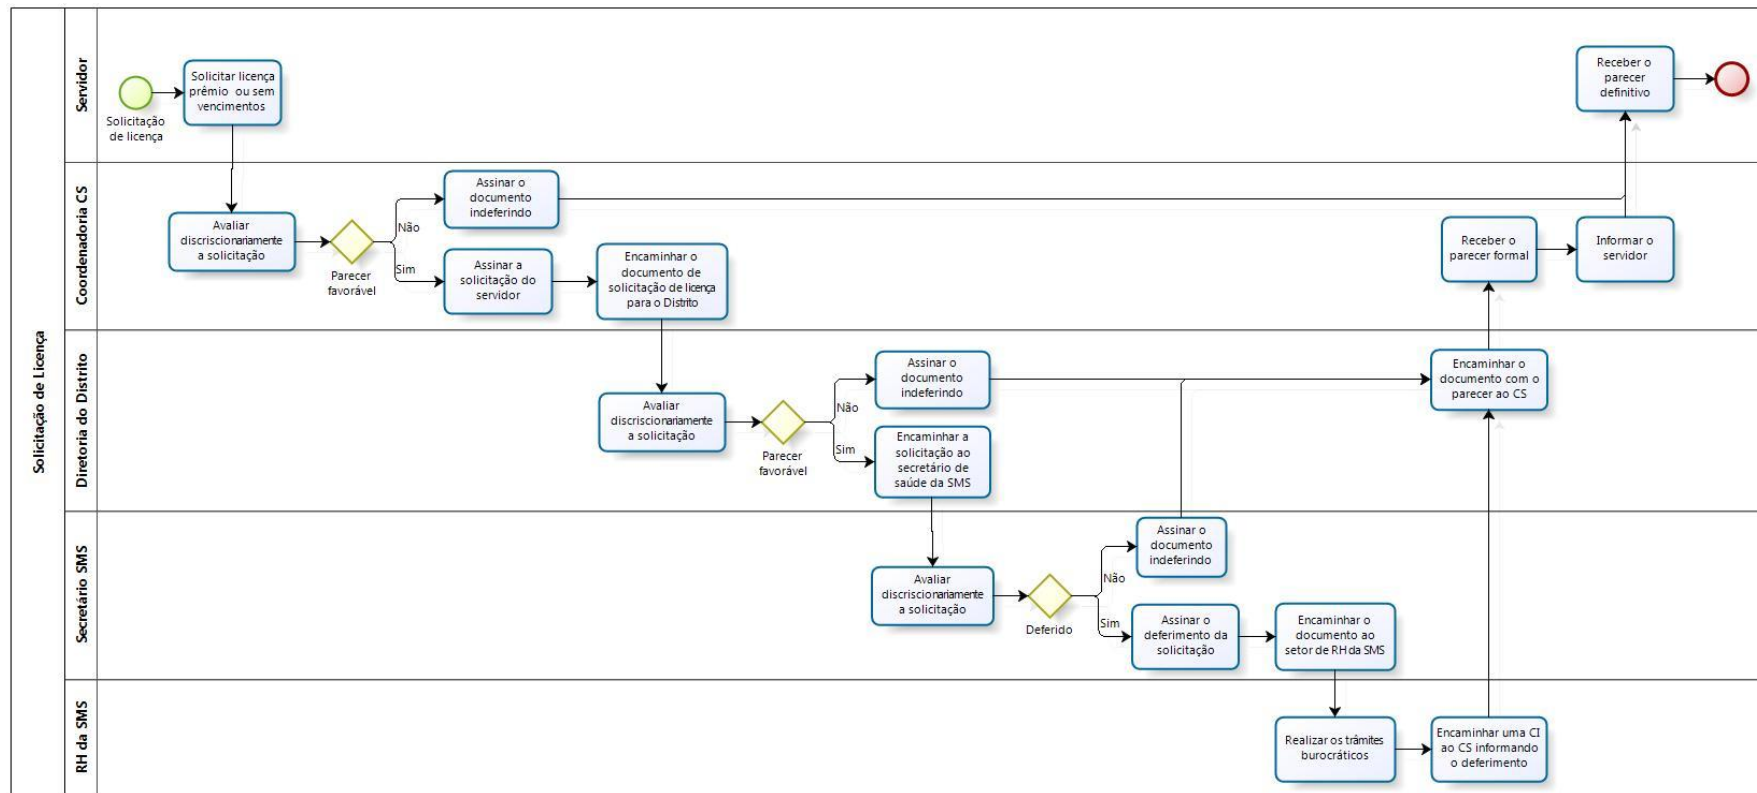 Solicitação de Licença
Servidor
Solicitação
de licença
Solicitar licença
prêmio ou sem
vencimentos
Receber o
parecer
definitivo
Coordenadoria CS
Avaliar
discriscionariamente
a solicitação
Parecer
favorável
Não
Sim
Assinar o
documento
indeferindo
Assinar a
solicitação do
servidor
Encaminhar o
documento de
solicitação de licença
para o Distrito
Receber o
parecer formal
Informar o
servidor
Diretoria do Distrito
Avaliar
discriscionariamente
a solicitação
Parecer
favorável
Não
Sim
Assinar o
documento
indeferindo
Encaminhar a
solicitação ao
secretário de
saúde da SMS
Encaminhar o
documento com o
parecer ao CS
Secretário SMS
Avaliar
discriscionariamente
a solicitação
Deferido
Não
Sim
Assinar o
documento
indeferindo
Assinar o
deferimento da
solicitação
Encaminhar o
documento ao
setor de RH da SMS
RH da SMS
Realizar os trâmites
burocráticos
Encaminhar uma CI
ao CS informando
o deferimento